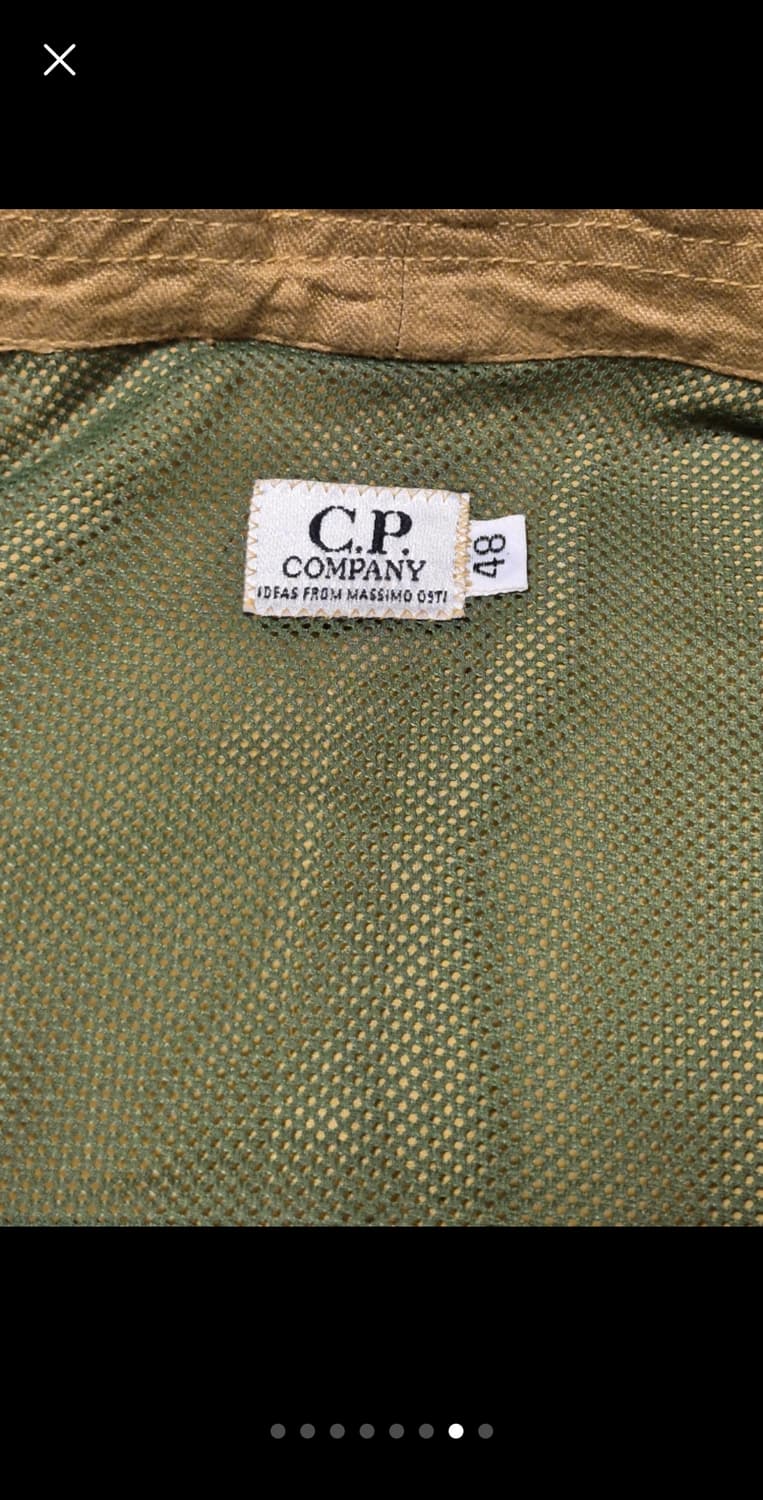 C.P.
COMPANY
IDEAS FROM MASSIMO OSTI
48